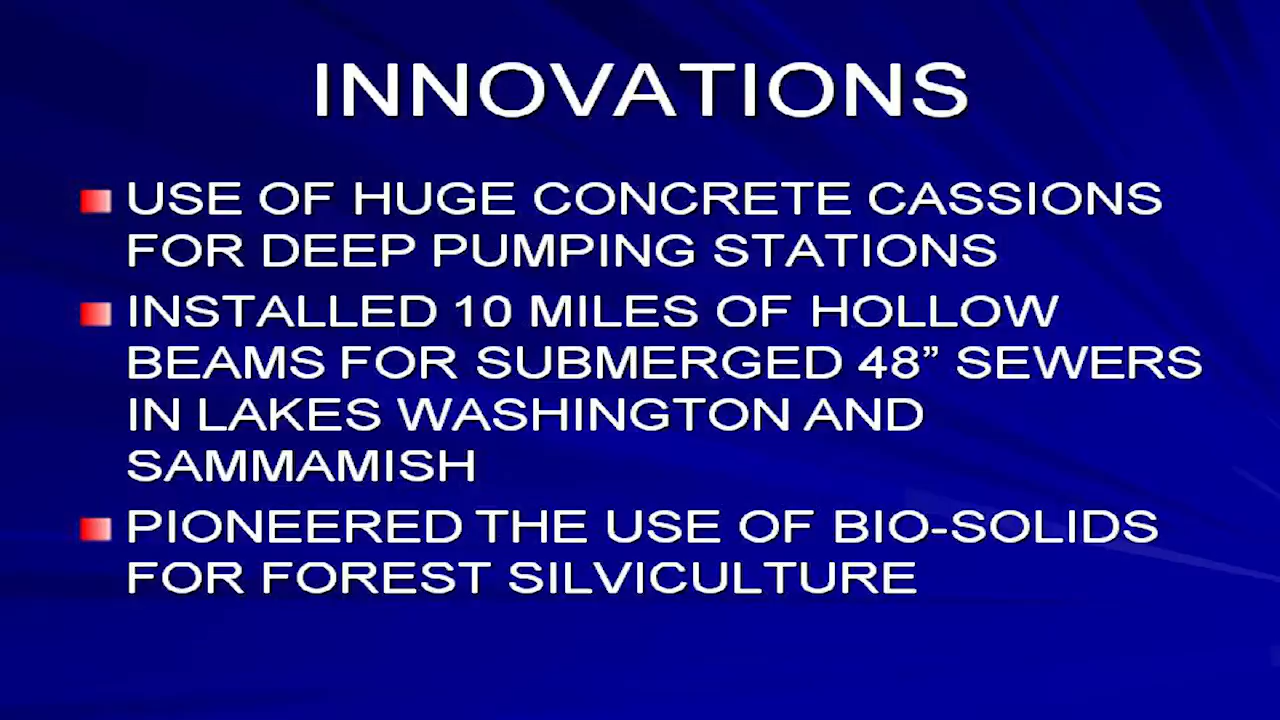 INNOVATIONS
USE OF HUGE CONCRETE CASSIONS
FOR DEEP PUMPING STATIONS
INSTALLED 10 MILES OF HOLLOW
BEAMS FOR SUBMERGED 48” SEWERS
IN LAKES WASHINGTON AND
SAMMAMISH
PIONEERED THE USE OF BIO-SOLIDS
FOR FOREST SILVICULTURE